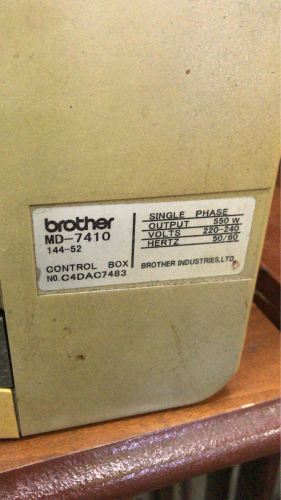 brother
MD-7410
144-52
CONTROL BOX
NO. C4DAC7483
SINGLE PHASE
OUTPUT 550 W
VOLTS 220-240
HERTZ 50/60
BROTHER INDUSTRIES, LTD.